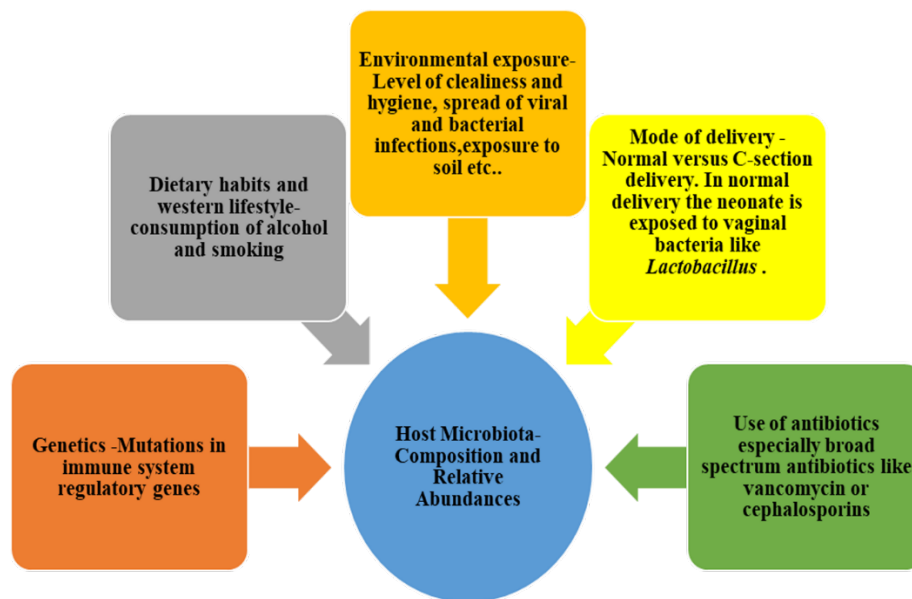 Environmental exposure-
Level of clealiness and
hygiene, spread of viral
and bacterial
infections,exposure to
soil etc..
Dietary habits and
western lifestyle-
consumption of alcohol
and smoking
Mode of delivery -
Normal versus C-section
delivery. In normal
delivery the neonate is
exposed to vaginal
bacteria like
Lactobacillus .
Genetics -Mutations in
immune system
regulatory genes
Host Microbiota-
Composition and
Relative
Abundances
Use of antibiotics
especially broad
spectrum antibiotics like
vancomycin or
cephalosporins